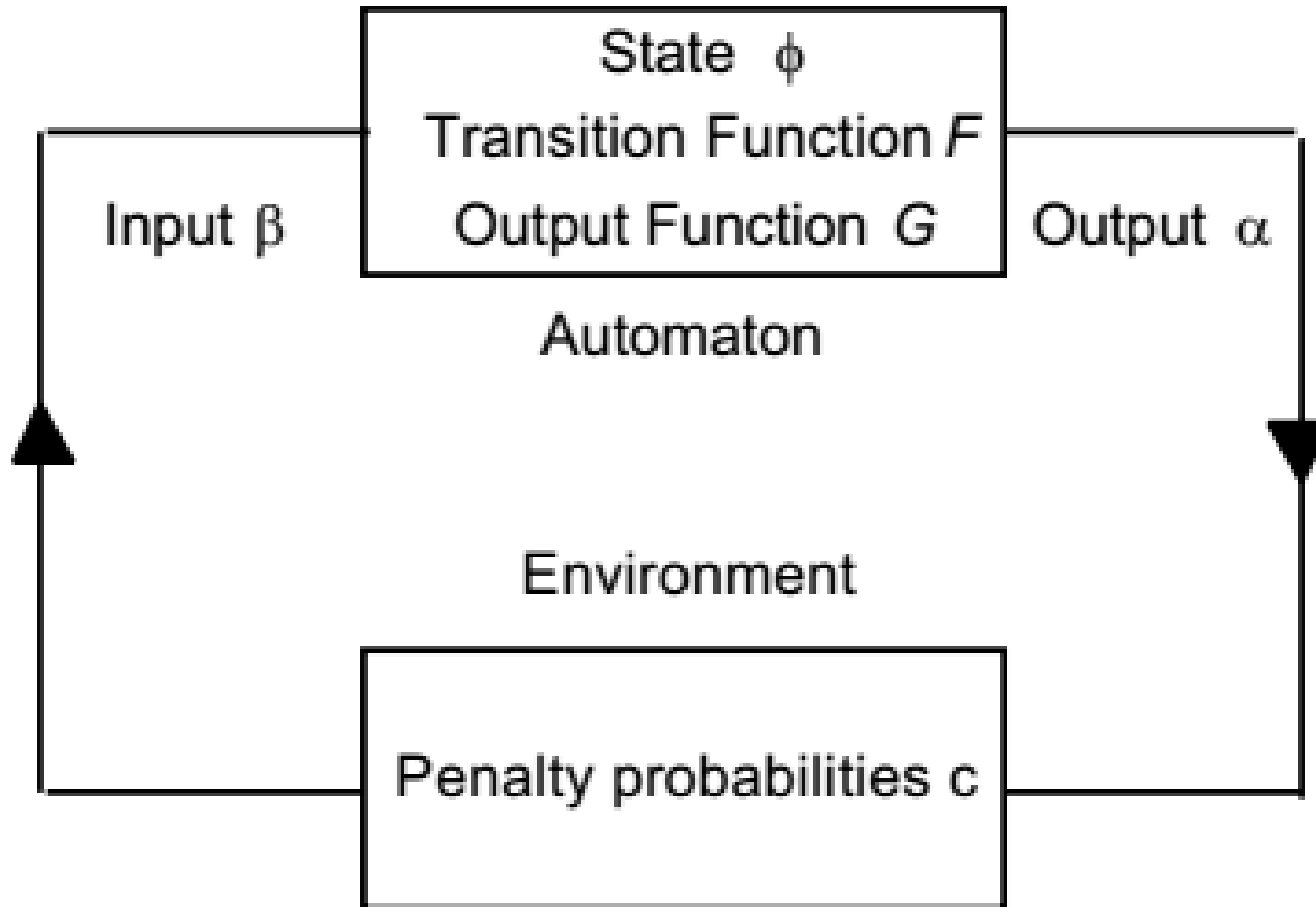 State ϕ
Transition Function F
Input β
Output Function G
Output α
Automaton
Environment
Penalty probabilities c